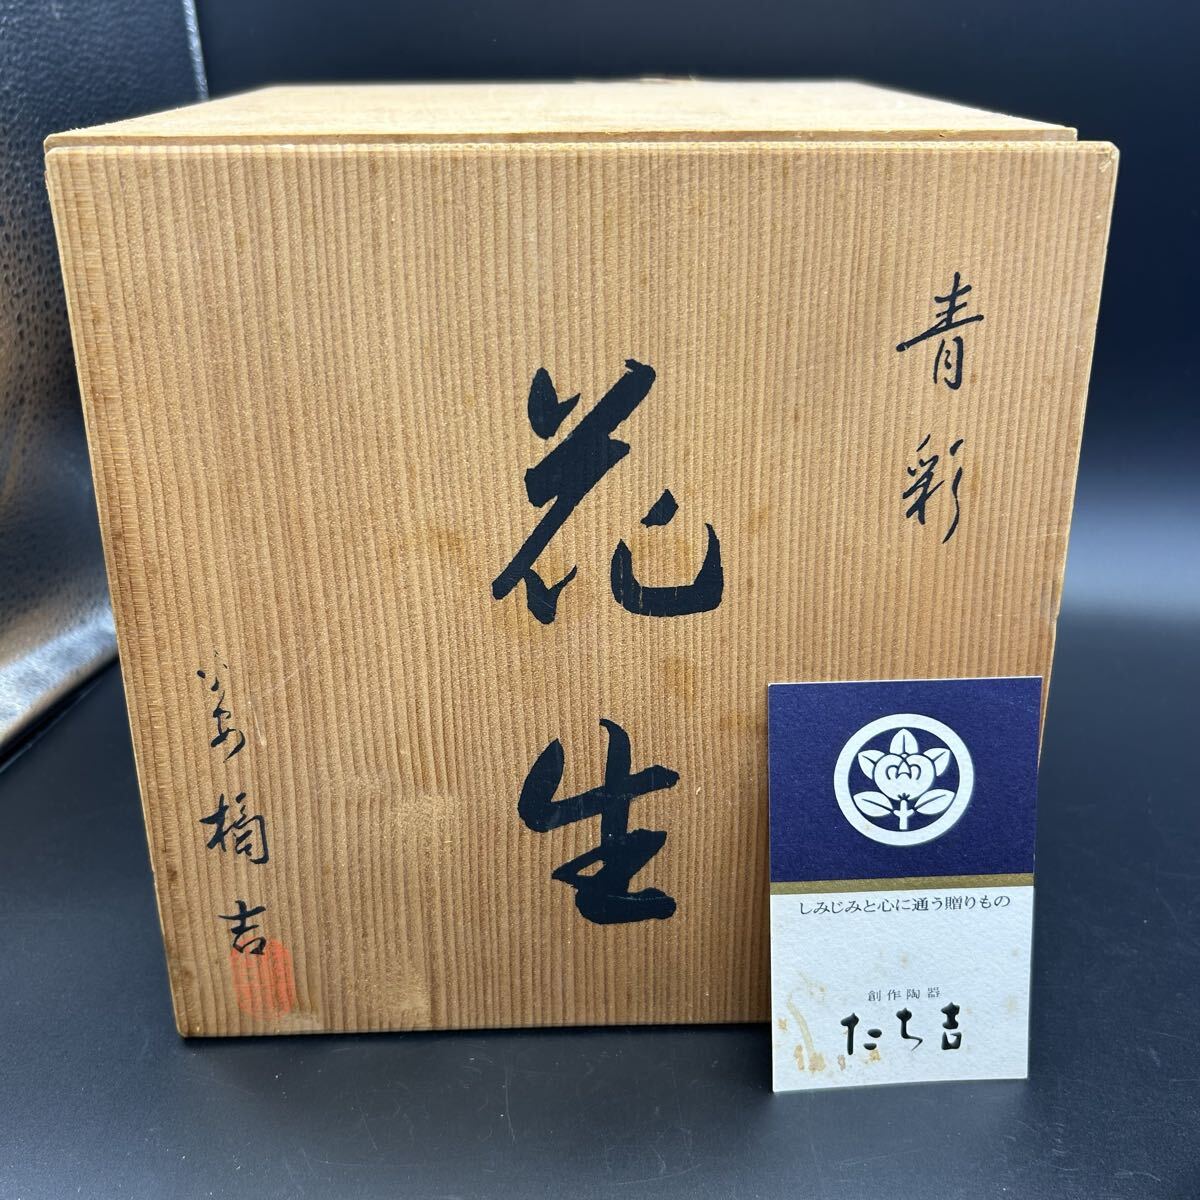 青彩
花生
橘吉
しみじみと心に通う贈りもの
創作陶器
たち吉